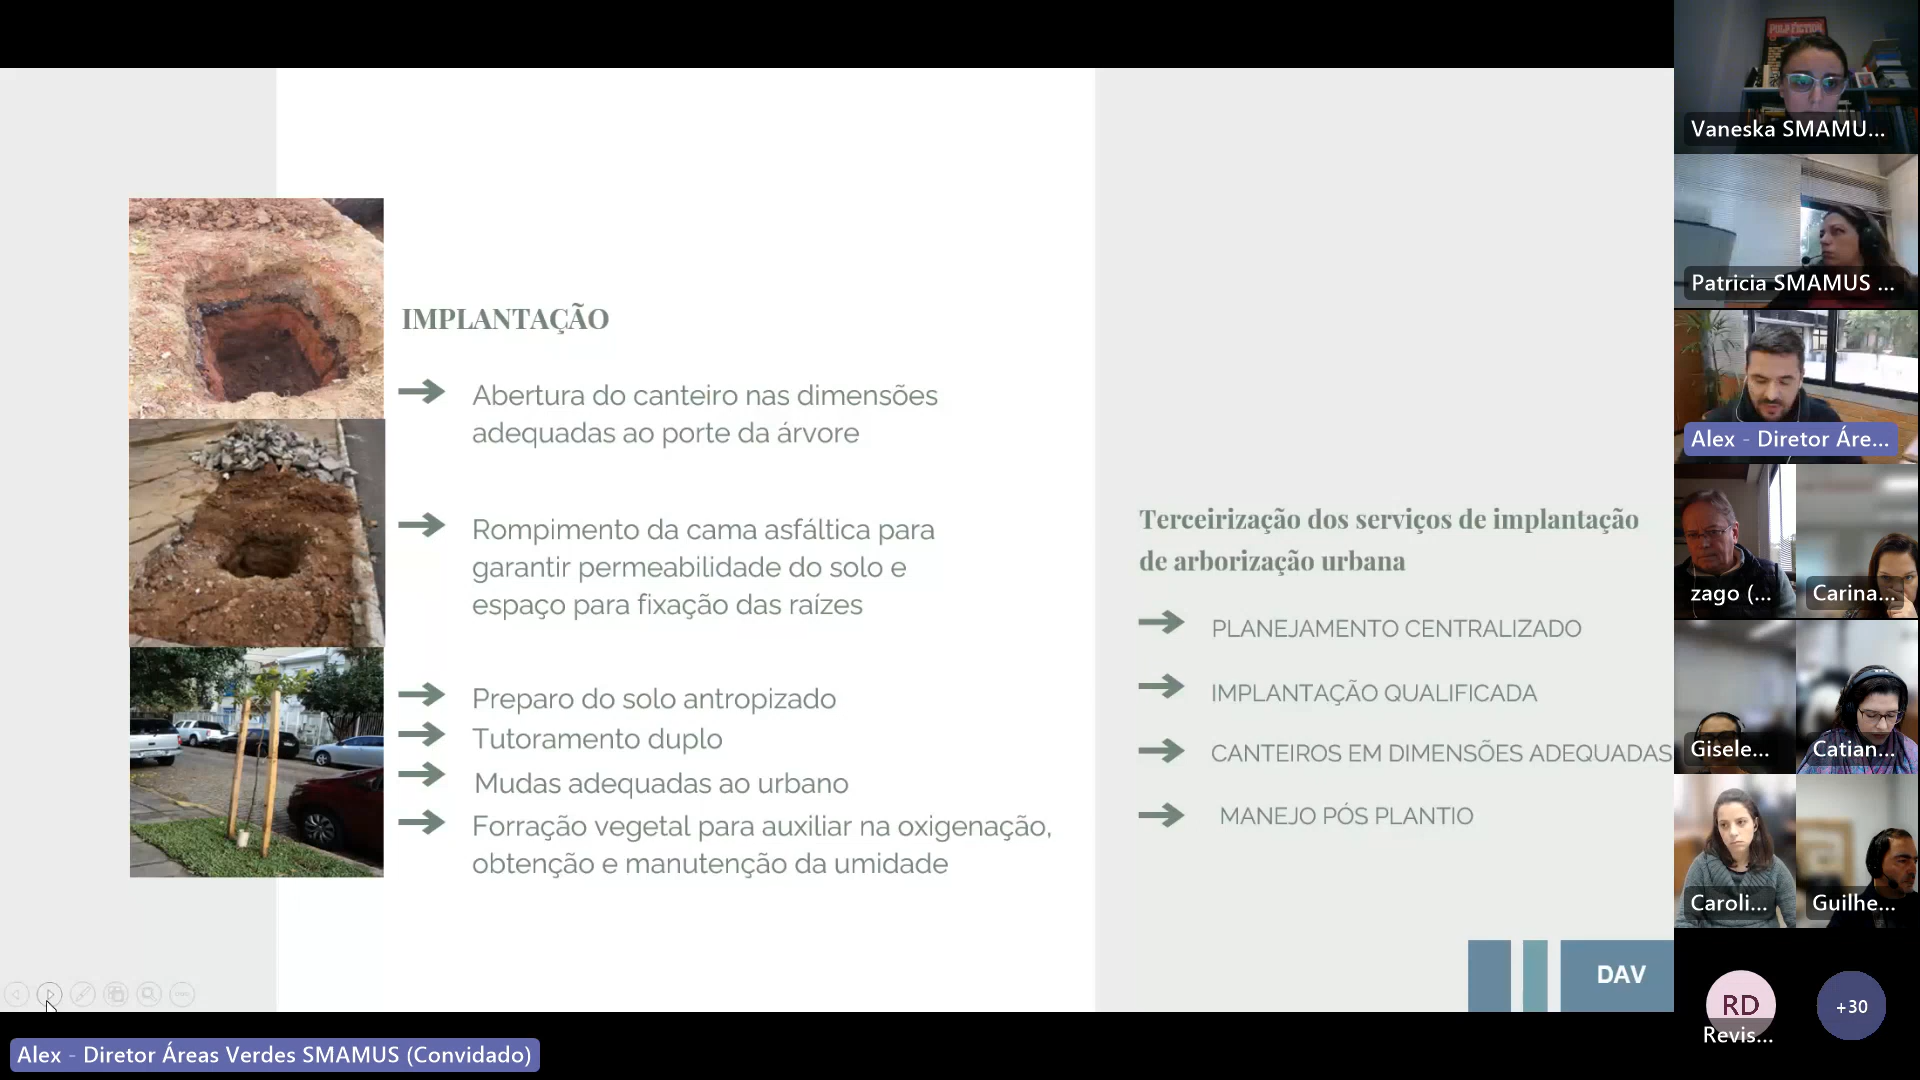 IMPLANTAÇÃO
Abertura do canteiro nas dimensões
adequadas ao porte da árvore
Rompimento da cama asfáltica para
garantir permeabilidade do solo e
espaço para fixação das raízes
Preparo do solo antropizado
Tutoramento duplo
Mudas adequadas ao urbano
Forração vegetal para auxiliar na oxigenação,
obtenção e manutenção da umidade
Terceirização dos serviços de implantação
de arborização urbana
PLANEJAMENTO CENTRALIZADO
IMPLANTAÇÃO QUALIFICADA
CANTEIROS EM DIMENSÕES ADEQUADAS
MANEJO PÓS PLANTIO
DAV
Alex - Diretor Áreas Verdes SMAMUS (Convidado)
PULP FICTION
Vaneska SMAMU...
Patricia SMAMUS ...
Alex - Diretor Áre...
zago (...
Carina...
Gisele...
Catian...
Caroli...
Guilhe...
RD
Revis...
+30